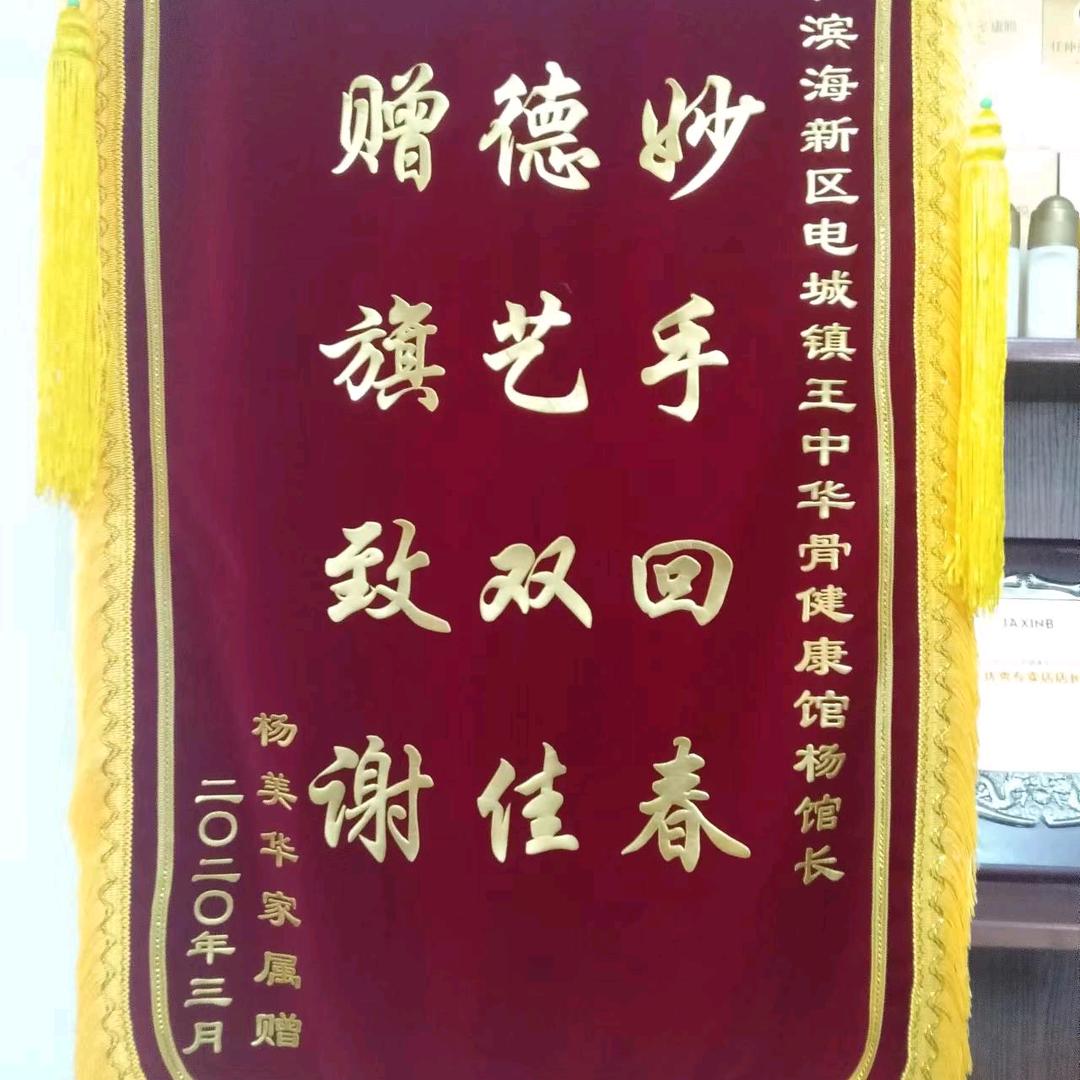 滨海新区电城镇王中华骨健康馆杨馆长
妙手回春
德艺双佳
赠旗致谢
杨美华家属赠
二〇二〇年三月
JAXINB